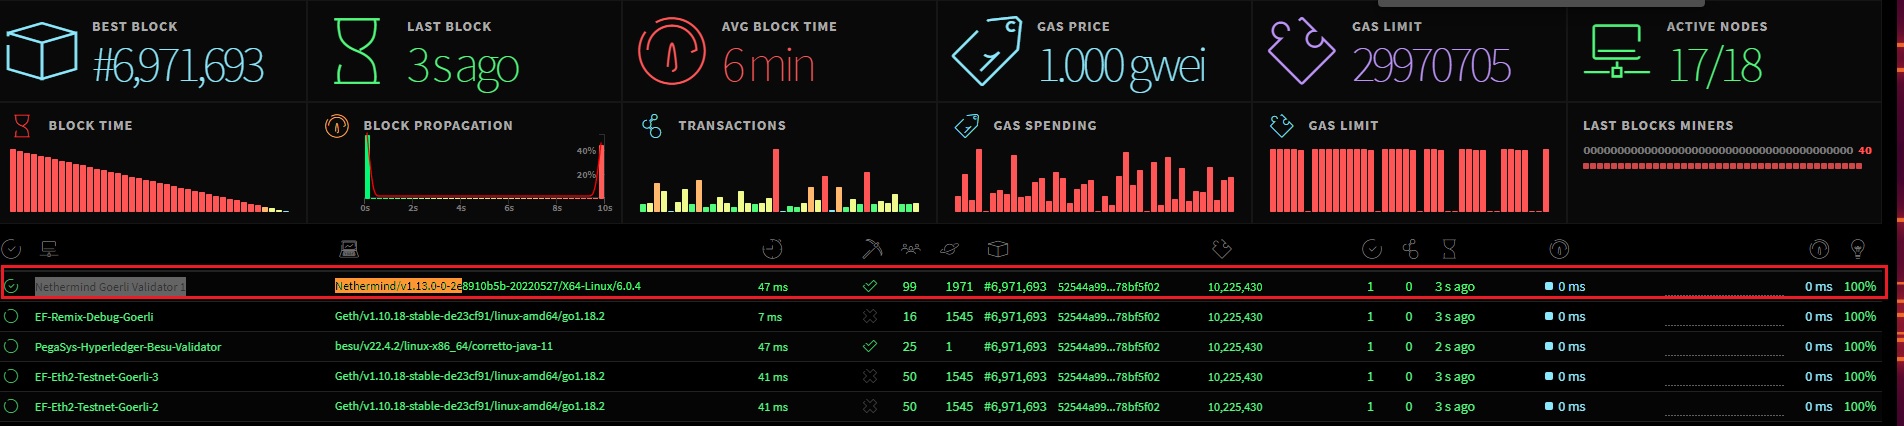 BEST BLOCK
#6,971,693
LAST BLOCK
3 s ago
AVG BLOCK TIME
6 min
GAS PRICE
1.000 gwei
GAS LIMIT
29970705
ACTIVE NODES
17/18
BLOCK TIME
BLOCK PROPAGATION
40%
20%
0s 2s 4s 6s 8s 10s
TRANSACTIONS
GAS SPENDING
GAS LIMIT
LAST BLOCKS MINERS
0000000000000000000000000000000000000000 40
Nethermind Goerli Validator 1 Nethermind/v1.13.0-0-2e8910b5b-20220527/X64-Linux/6.0.4 47 ms 99 1971 #6,971,693 52544a99...78bf5f02 10,225,430 1 0 3 s ago 0 ms 0 ms 100%
EF-Remix-Debug-Goerli Geth/v1.10.18-stable-de23cf91/linux-amd64/go1.18.2 7 ms 16 1545 #6,971,693 52544a99...78bf5f02 10,225,430 1 0 3 s ago 0 ms 0 ms 100%
PegaSys-Hyperledger-Besu-Validator besu/v22.4.2/linux-x86_64/corretto-java-11 47 ms 25 1 #6,971,693 52544a99...78bf5f02 10,225,430 1 0 2 s ago 0 ms 0 ms 100%
EF-Eth2-Testnet-Goerli-3 Geth/v1.10.18-stable-de23cf91/linux-amd64/go1.18.2 41 ms 50 1545 #6,971,693 52544a99...78bf5f02 10,225,430 1 0 3 s ago 0 ms 0 ms 100%
EF-Eth2-Testnet-Goerli-2 Geth/v1.10.18-stable-de23cf91/linux-amd64/go1.18.2 41 ms 50 1545 #6,971,693 52544a99...78bf5f02 10,225,430 1 0 3 s ago 0 ms 0 ms 100%